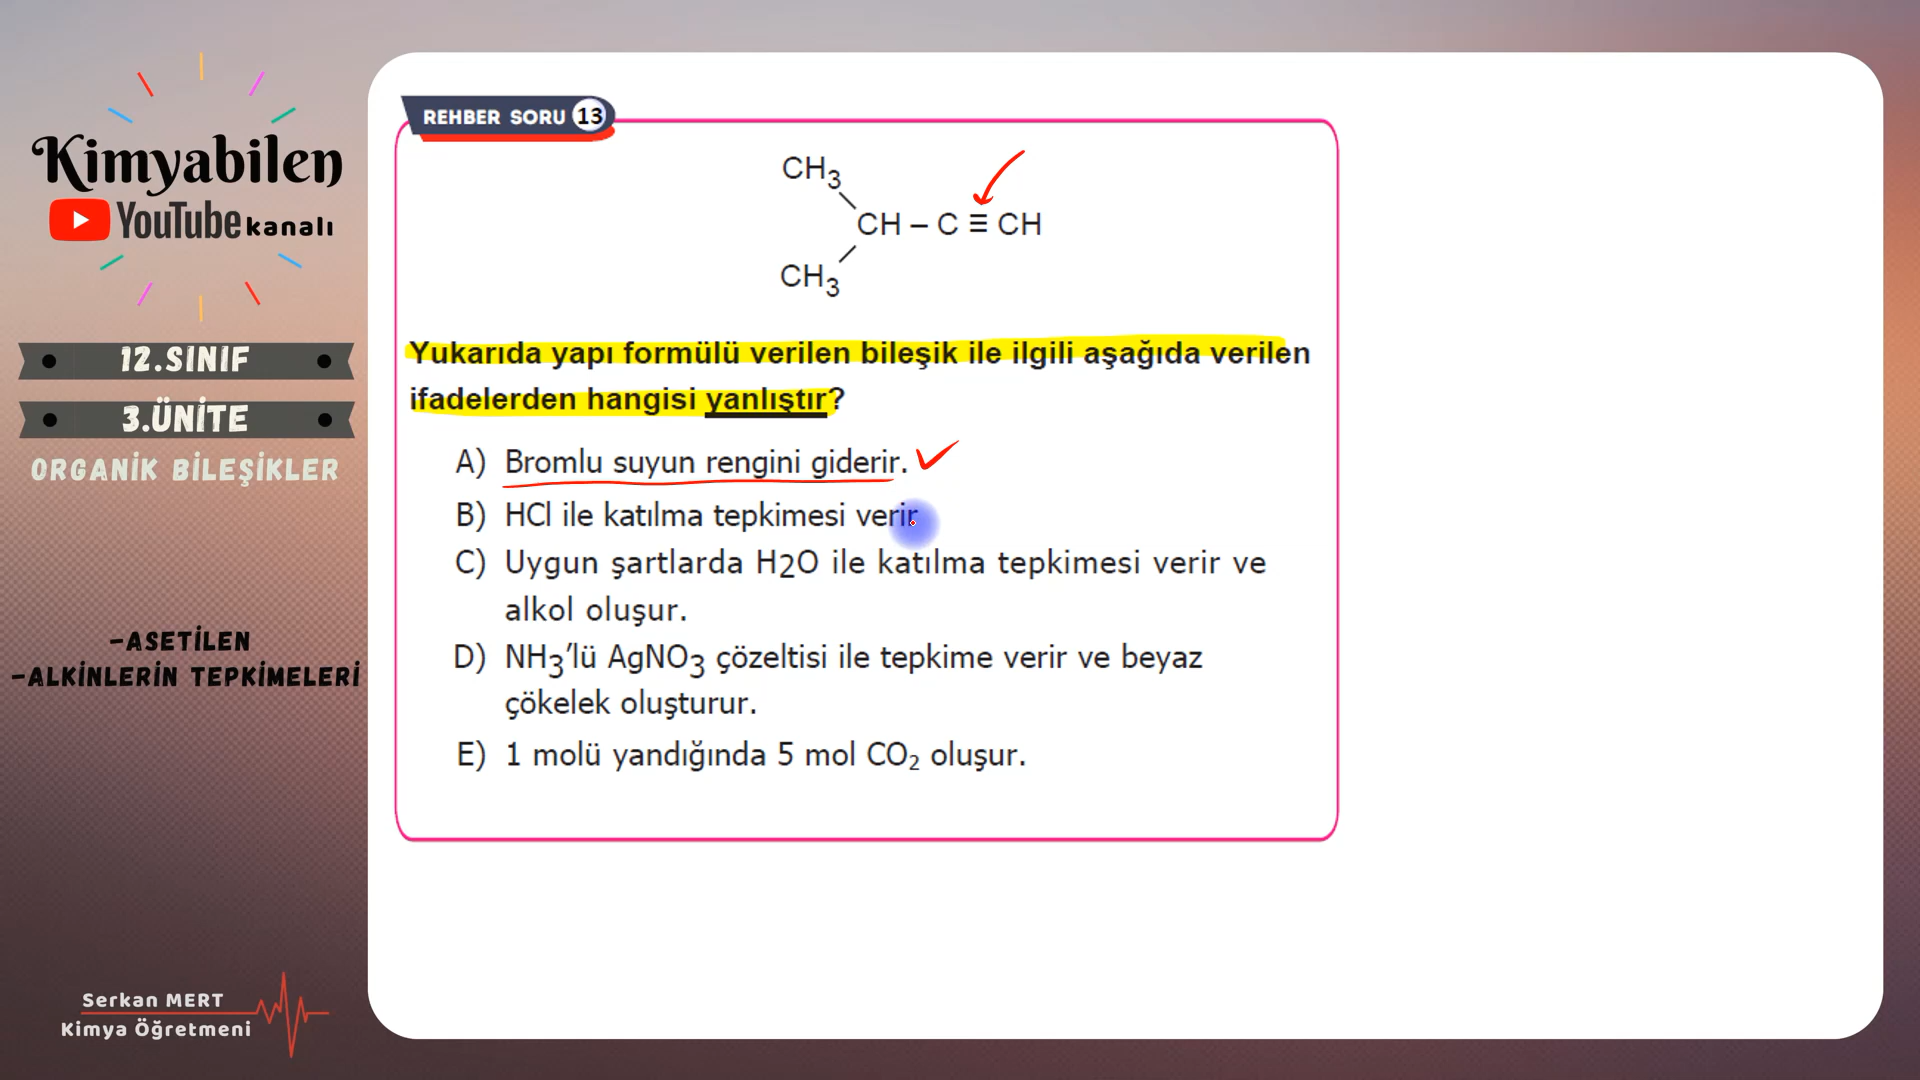 Kimyabilen
YouTube kanalı
12.SINIF
3.ÜNİTE
ORGANİK BİLEŞİKLER
-ASETİLEN
-ALKİNLERİN TEPKİMELERİ
Serkan MERT
Kimya Öğretmeni
REHBER SORU 13
CH3
CH – C ≡ CH
CH3
Yukarıda yapı formülü verilen bileşik ile ilgili aşağıda verilen
ifadelerden hangisi yanlıştır?
A) Bromlu suyun rengini giderir.
B) HCl ile katılma tepkimesi verir
C) Uygun şartlarda H2O ile katılma tepkimesi verir ve
alkol oluşur.
D) NH3’lü AgNO3 çözeltisi ile tepkime verir ve beyaz
çökelek oluşturur.
E) 1 molü yandığında 5 mol CO₂ oluşur.